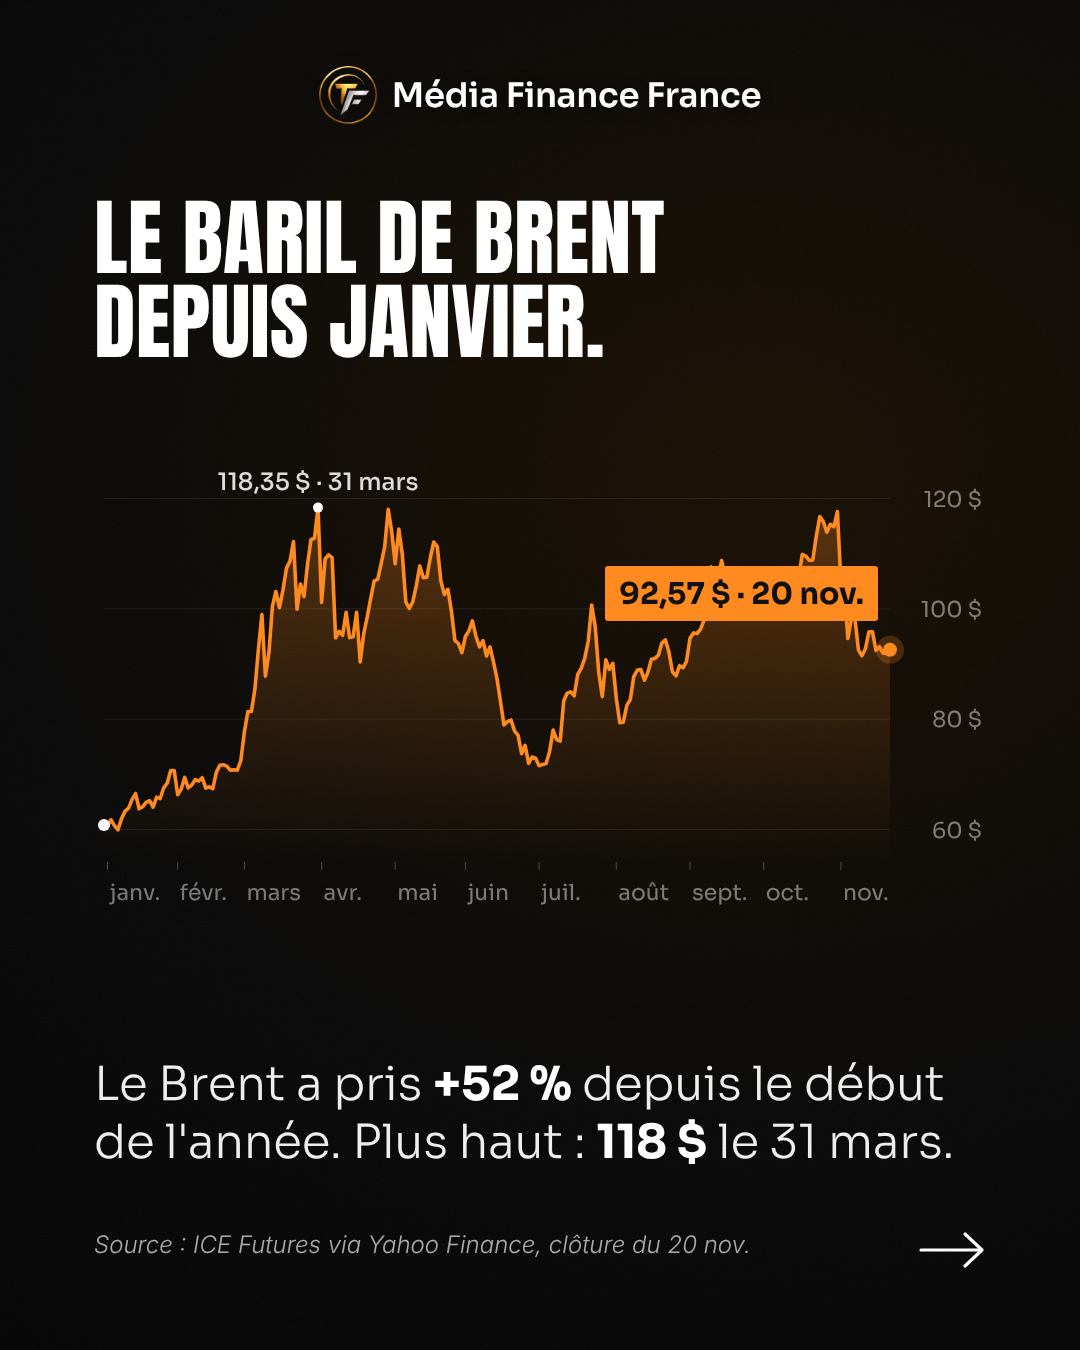 TF
Média Finance France
LE BARIL DE BRENT
DEPUIS JANVIER.
118,35 $ · 31 mars
120 $
92,57 $ · 20 nov.
100 $
80 $
60 $
janv. févr. mars avr. mai juin juil. août sept. oct. nov.
Le Brent a pris +52 % depuis le début
de l'année. Plus haut : 118 $ le 31 mars.
Source : ICE Futures via Yahoo Finance, clôture du 20 nov.